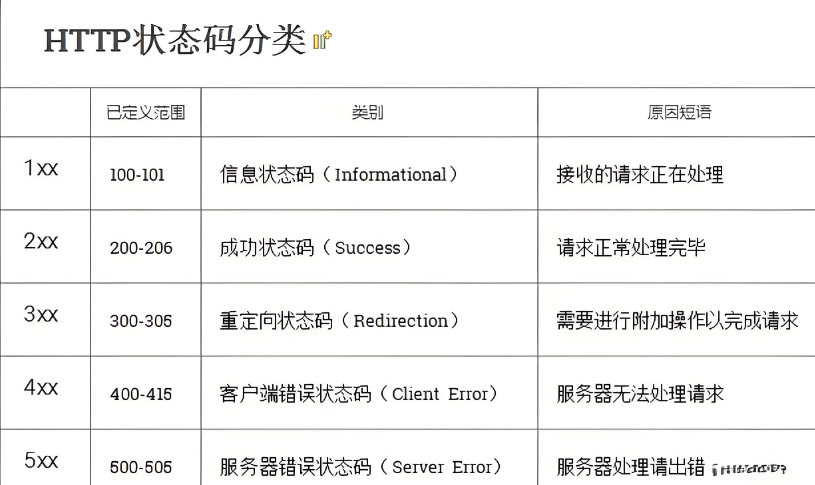 HTTP状态码分类
已定义范围 类别 原因短语
1xx 100-101 信息状态码（Informational） 接收的请求正在处理
2xx 200-206 成功状态码（Success） 请求正常处理完毕
3xx 300-305 重定向状态码（Redirection） 需要进行附加操作以完成请求
4xx 400-415 客户端错误状态码（Client Error） 服务器无法处理请求
5xx 500-505 服务器错误状态码（Server Error） 服务器处理请出错